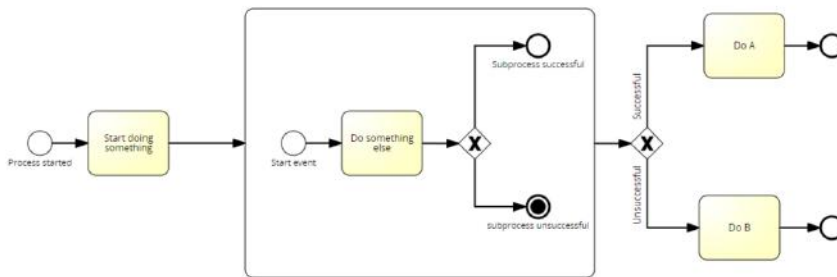 Process started
Start doing
something
Start event
Do something
else
Subprocess successful
subprocess unsuccessful
Successful
Unsuccessful
Do A
Do B